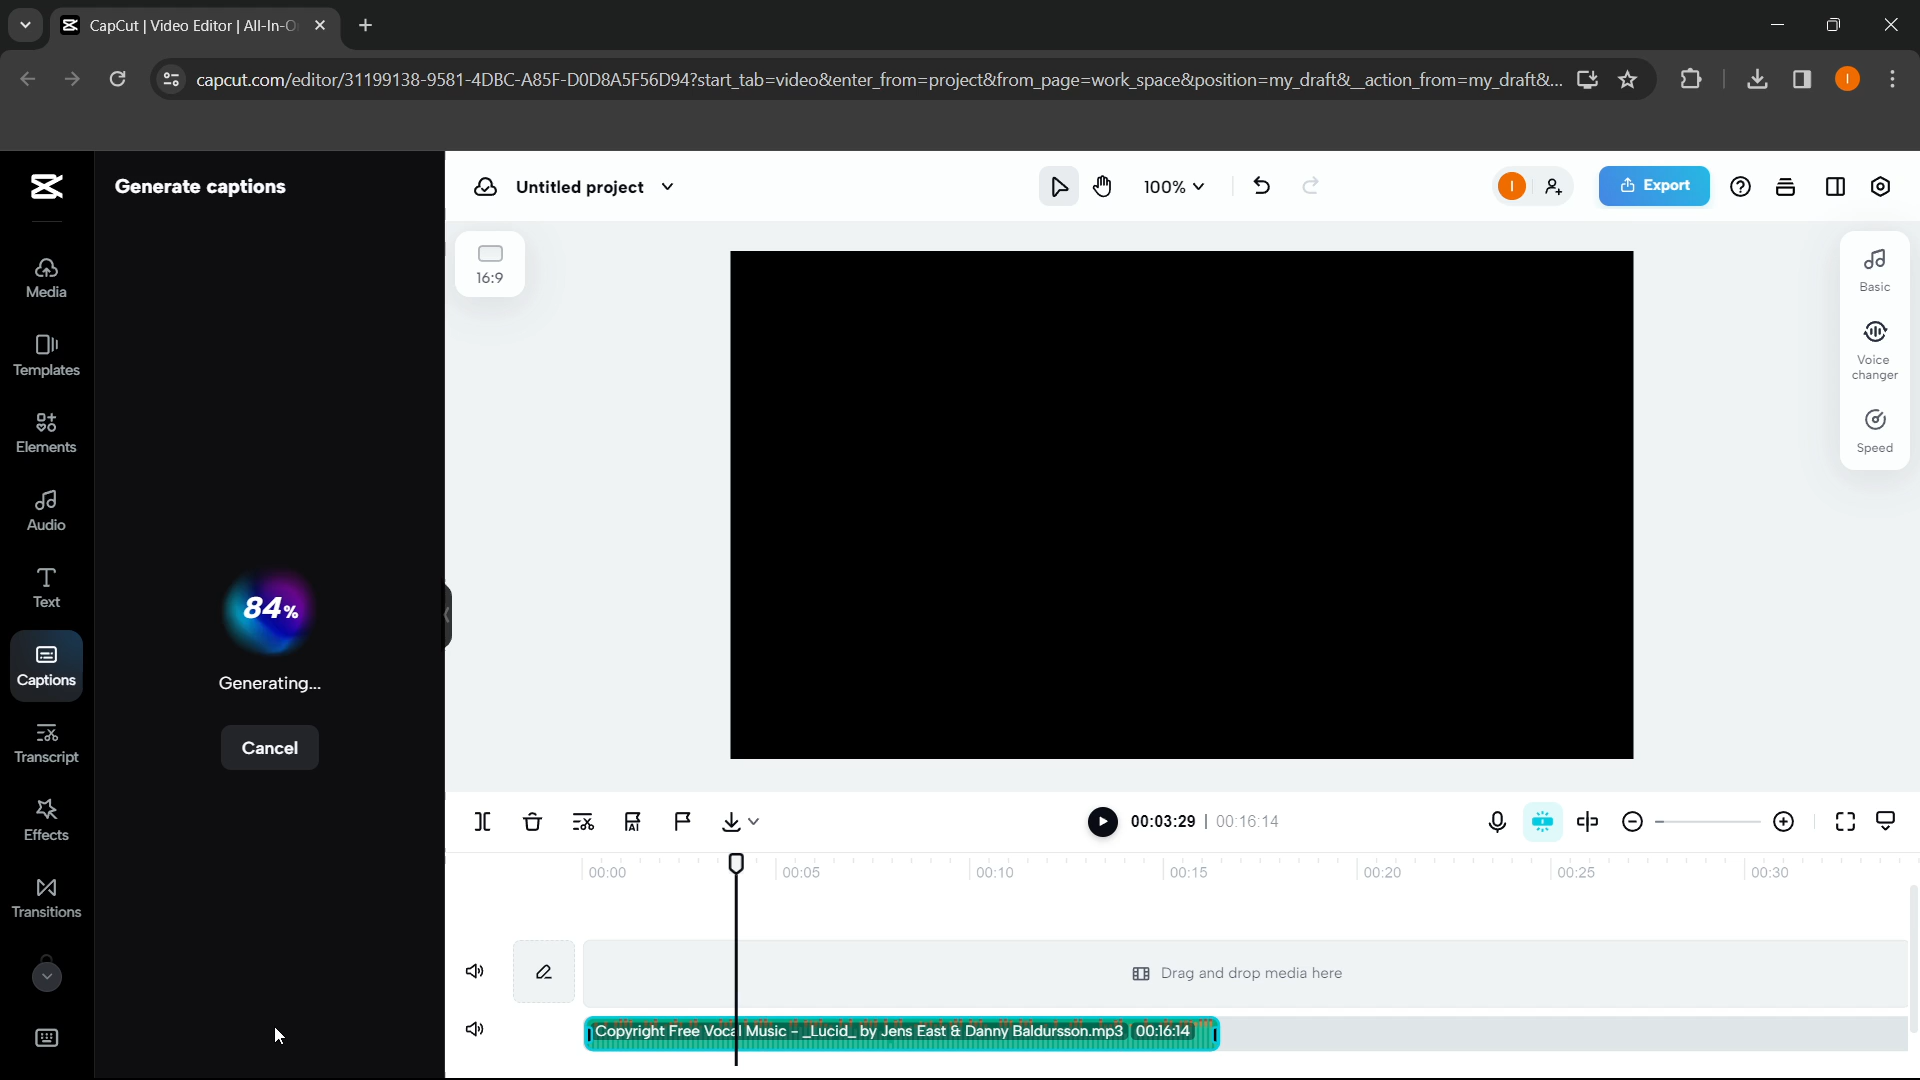 CapCut | Video Editor | All-In-O
capcut.com/editor/31199138-9581-4DBC-A85F-D0D8A5F56D94?start_tab=video&enter_from=project&from_page=work_space&position=my_draft&__action_from=my_draft&...
I
Generate captions
Untitled project
100%
I
Export
Media
Templates
Elements
Audio
Text
Captions
Transcript
Effects
Transitions
84%
Generating...
Cancel
16:9
Basic
Voice
changer
Speed
AI
00:03:29 | 00:16:14
00:00
00:05
00:10
00:15
00:20
00:25
00:30
Drag and drop media here
Copyright Free Vocal Music - _Lucid_ by Jens East & Danny Baldursson.mp3 00:16:14